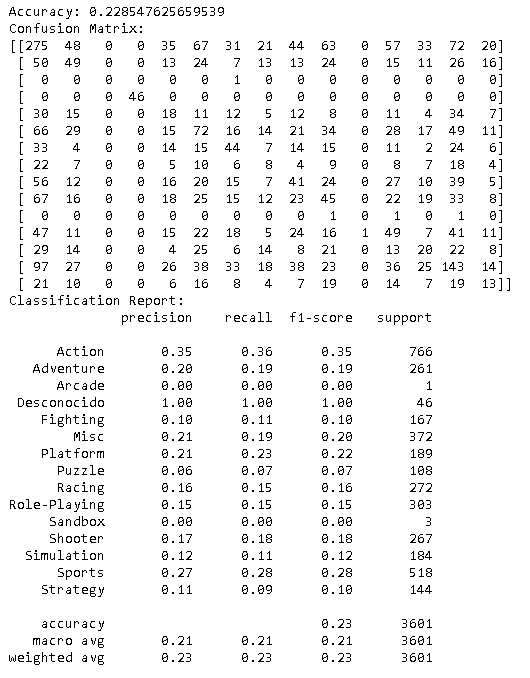 Accuracy: 0.228547625659539
Confusion Matrix:
[[275 48 0 0 35 67 31 21 44 63 0 57 33 72 20]
[ 50 49 0 0 13 24 7 13 13 24 0 15 11 26 16]
[ 0 0 0 0 0 0 1 0 0 0 0 0 0 0 0]
[ 0 0 0 46 0 0 0 0 0 0 0 0 0 0 0]
[ 30 15 0 0 18 11 12 5 12 8 0 11 4 34 7]
[ 66 29 0 0 15 72 16 14 21 34 0 28 17 49 11]
[ 33 4 0 0 14 15 44 7 14 15 0 11 2 24 6]
[ 22 7 0 0 5 10 6 8 4 9 0 8 7 18 4]
[ 56 12 0 0 16 20 15 7 41 24 0 27 10 39 5]
[ 67 16 0 0 18 25 15 12 23 45 0 22 19 33 8]
[ 0 0 0 0 0 0 0 0 0 1 0 1 0 1 0]
[ 47 11 0 0 15 22 18 5 24 16 1 49 7 41 11]
[ 29 14 0 0 4 25 6 14 8 21 0 13 20 22 8]
[ 97 27 0 0 26 38 33 18 38 23 0 36 25 143 14]
[ 21 10 0 0 6 16 8 4 7 19 0 14 7 19 13]]
Classification Report:
precision recall f1-score support
Action 0.35 0.36 0.35 766
Adventure 0.20 0.19 0.19 261
Arcade 0.00 0.00 0.00 1
Desconocido 1.00 1.00 1.00 46
Fighting 0.10 0.11 0.10 167
Misc 0.21 0.19 0.20 372
Platform 0.21 0.23 0.22 189
Puzzle 0.06 0.07 0.07 108
Racing 0.16 0.15 0.16 272
Role-Playing 0.15 0.15 0.15 303
Sandbox 0.00 0.00 0.00 3
Shooter 0.17 0.18 0.18 267
Simulation 0.12 0.11 0.12 184
Sports 0.27 0.28 0.28 518
Strategy 0.11 0.09 0.10 144
accuracy 0.23 3601
macro avg 0.21 0.21 0.21 3601
weighted avg 0.23 0.23 0.23 3601